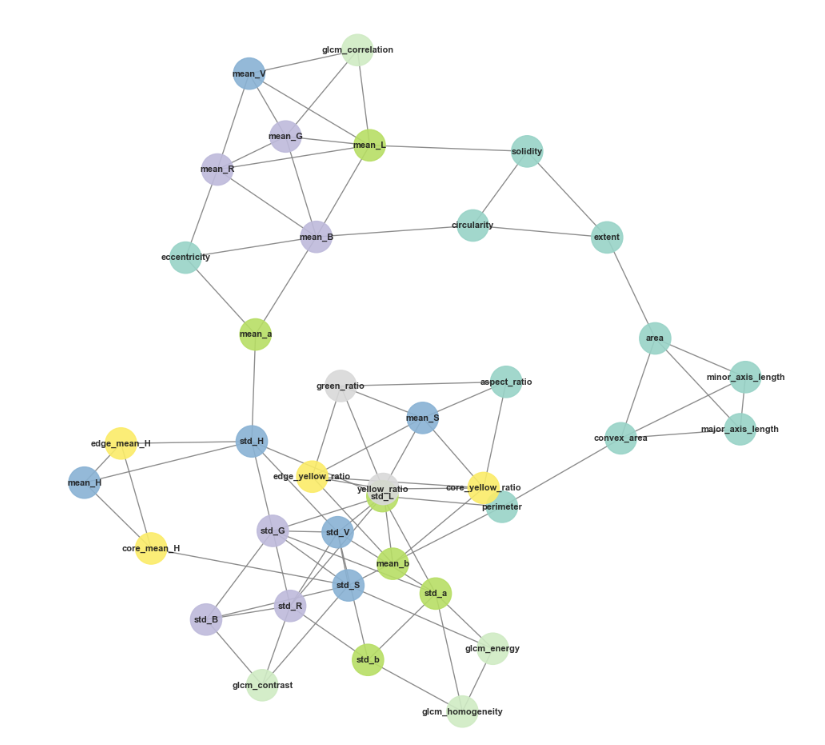 glcm_correlation
mean_V
mean_G
mean_L
solidity
mean_R
circularity
mean_B
extent
eccentricity
mean_a
area
minor_axis_length
green_ratio
aspect_ratio
mean_S
major_axis_length
convex_area
edge_mean_H
std_H
edge_yellow_ratio
mean_H
yellow_ratio
core_yellow_ratio
std_L
perimeter
std_G
std_V
core_mean_H
mean_b
std_S
std_a
std_R
std_B
glcm_energy
std_b
glcm_contrast
glcm_homogeneity